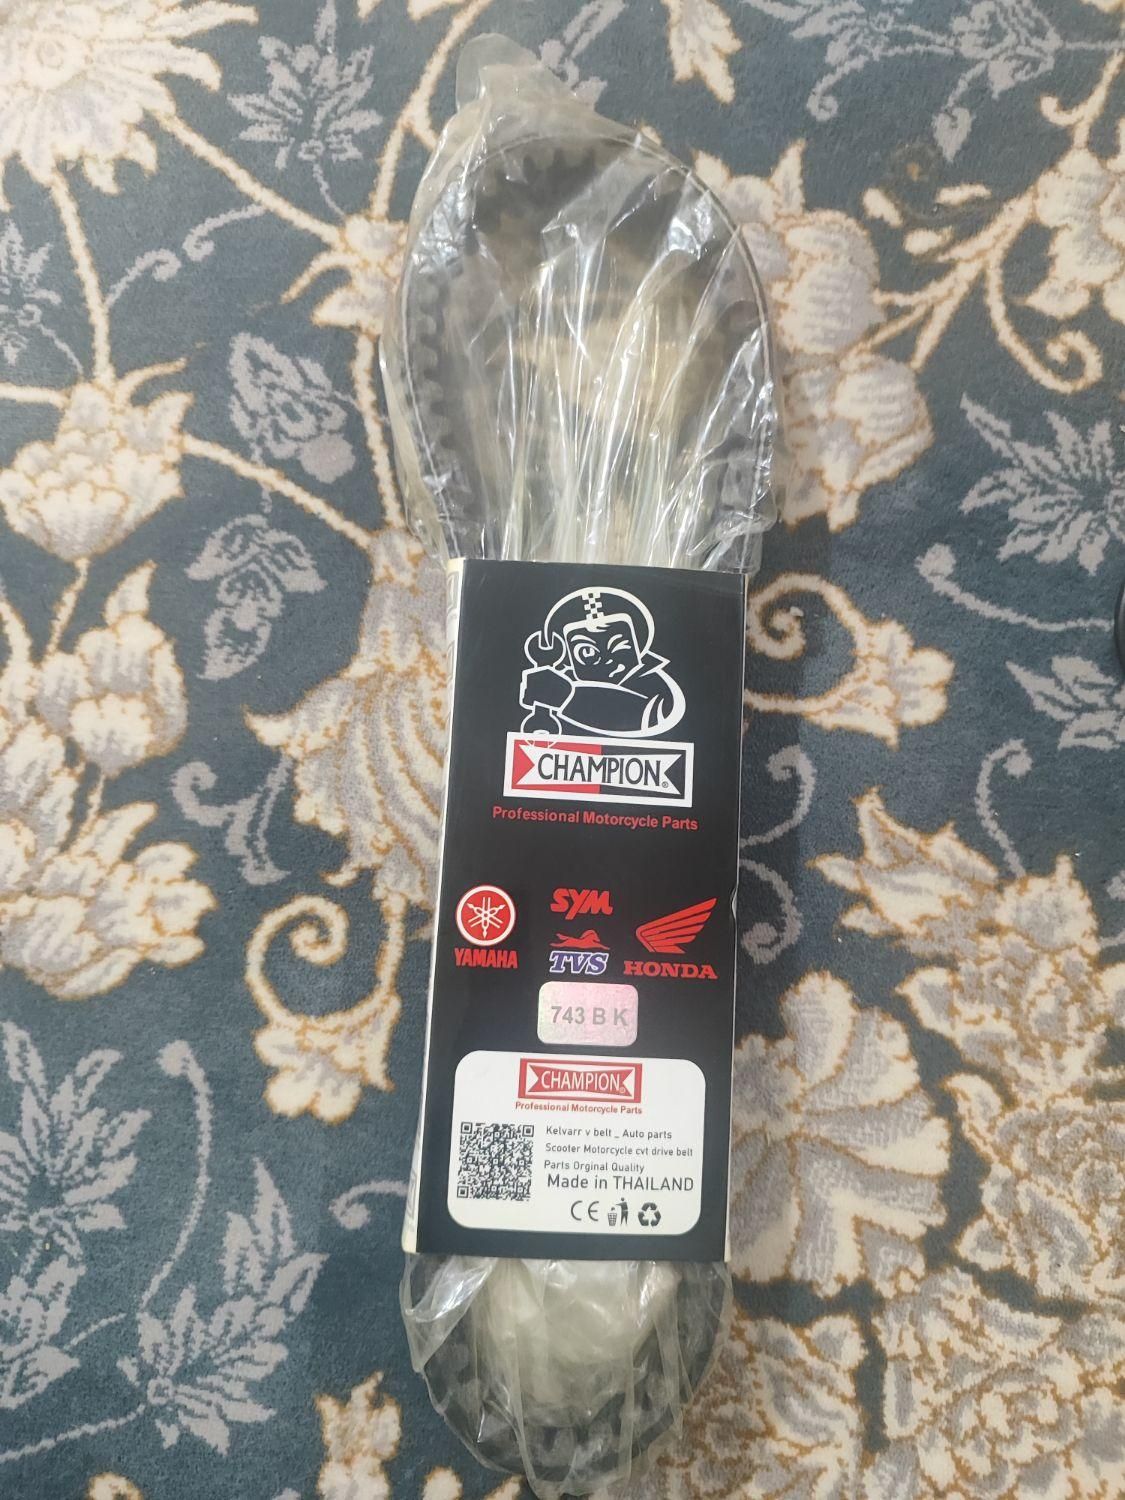 CHAMPION®
Professional Motorcycle Parts
SYM
YAMAHA
TVS
HONDA
743 B K
CHAMPION®
Professional Motorcycle Parts
Kelvarr v belt _ Auto parts
Scooter Motorcycle cvt drive belt
Parts Orginal Quality
Made in THAILAND
CE